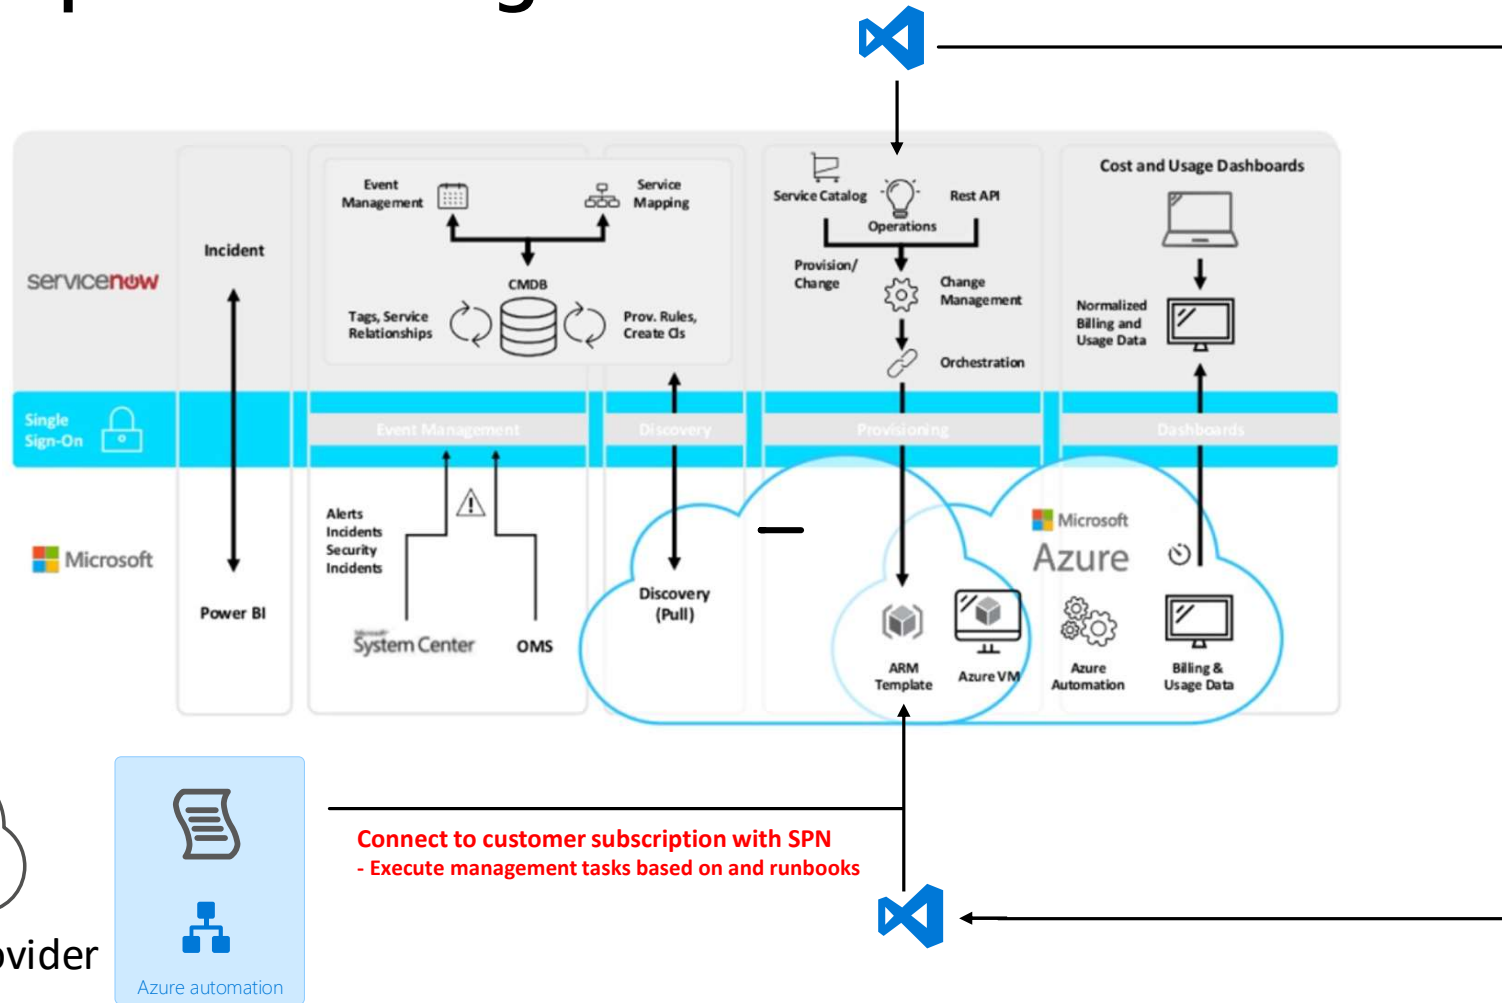 Cost and Usage Dashboards
Event
Management
Service
Mapping
Service Catalog
Rest API
Operations
Incident
servicenow
CMDB
Provision/
Change
Change
Management
Tags, Service
Relationships
Prov. Rules,
Create CIs
Normalized
Billing and
Usage Data
Orchestration
Single
Sign-On
Event Management
Discovery
Provisioning
Dashboards
Alerts
Incidents
Security
Incidents
Microsoft
Microsoft
Azure
Power BI
Discovery
(Pull)
Microsoft
System Center
OMS
ARM
Template
Azure VM
Azure
Automation
Billing &
Usage Data
Connect to customer subscription with SPN
- Execute management tasks based on and runbooks
ovider
Azure automation